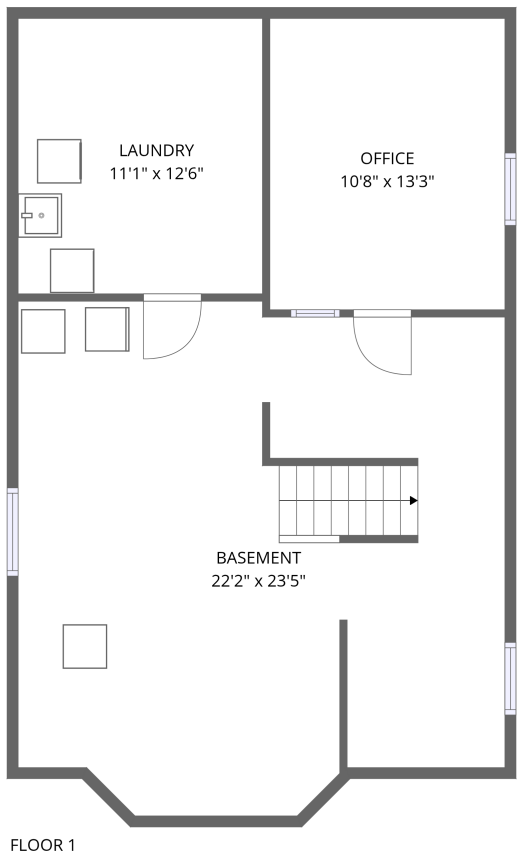 LAUNDRY
11'1" x 12'6"
OFFICE
10'8" x 13'3"
BASEMENT
22'2" x 23'5"
FLOOR 1